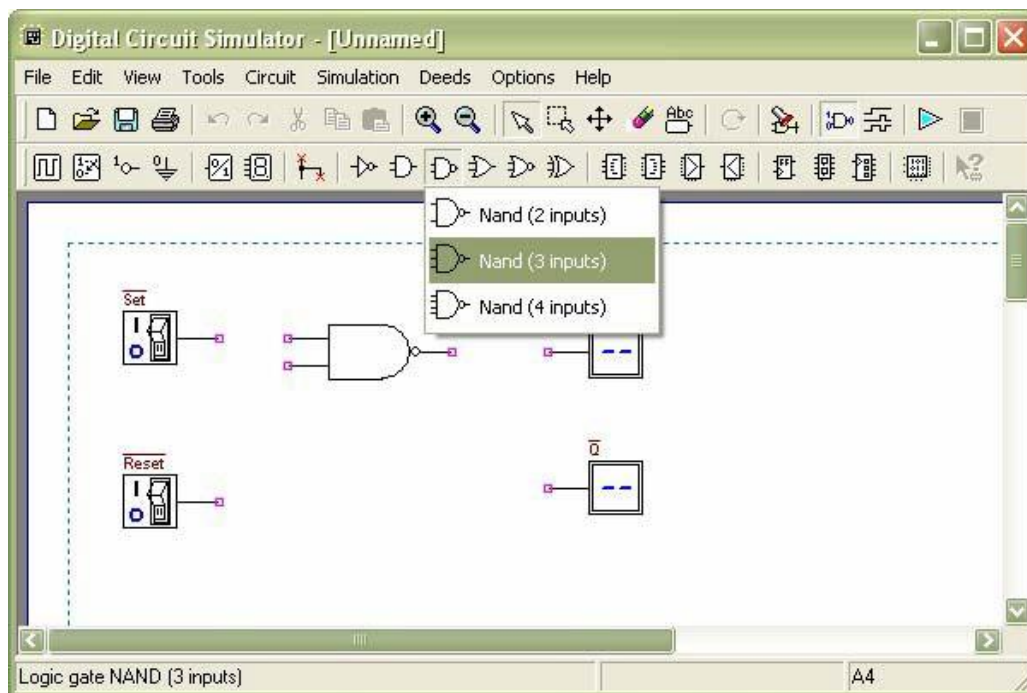 Digital Circuit Simulator - [Unnamed]
File Edit View Tools Circuit Simulation Deeds Options Help
Abc
Nand (2 inputs)
Nand (3 inputs)
Nand (4 inputs)
Set
Reset
Q
Logic gate NAND (3 inputs)
A4